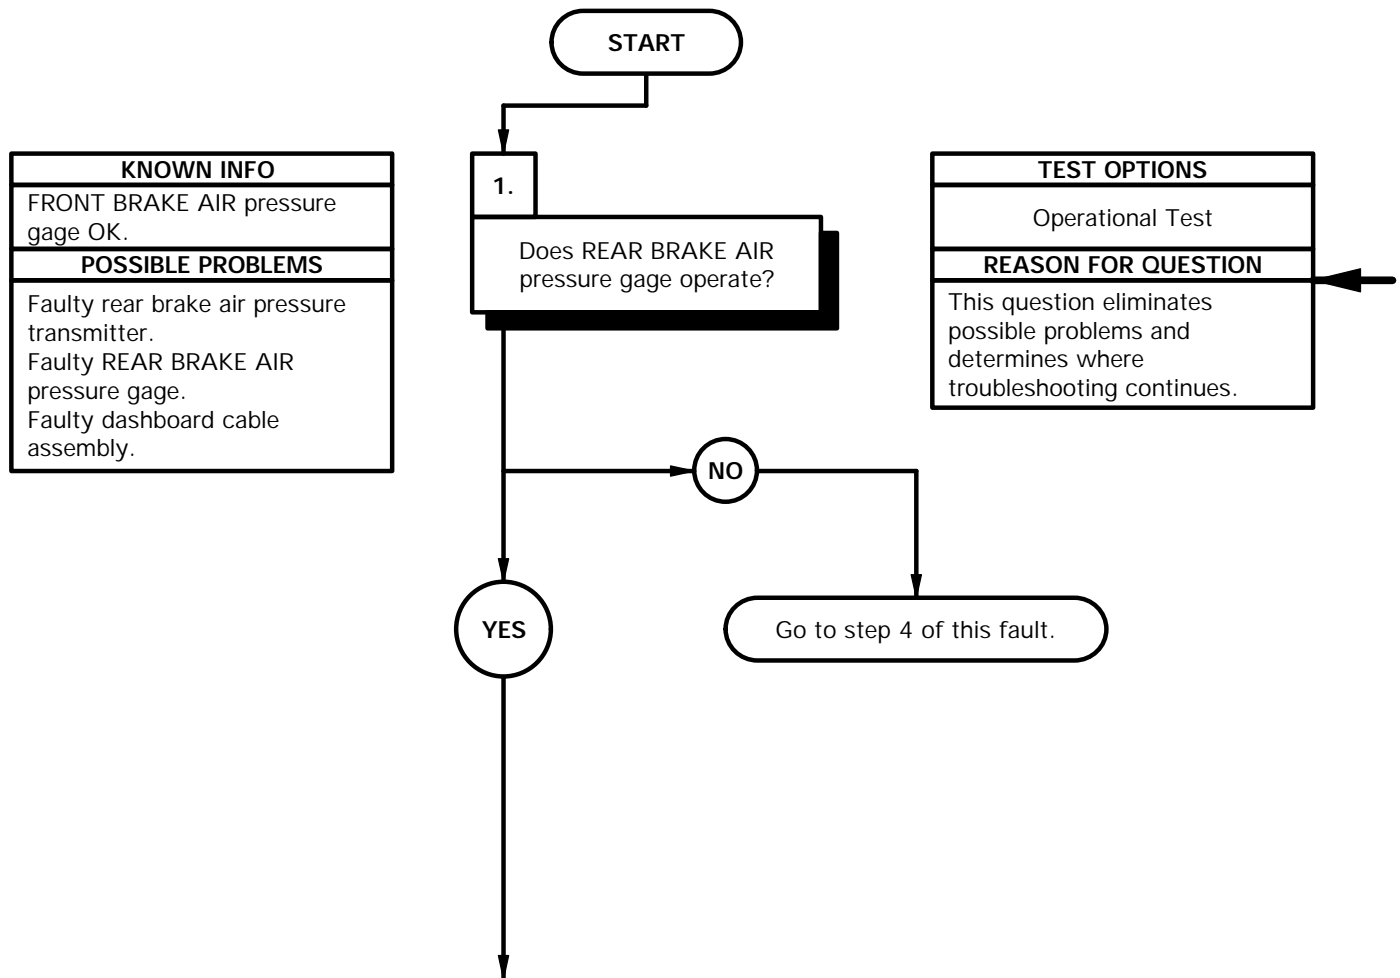 START
KNOWN INFO
FRONT BRAKE AIR pressure
gage OK.
POSSIBLE PROBLEMS
Faulty rear brake air pressure
transmitter.
Faulty REAR BRAKE AIR
pressure gage.
Faulty dashboard cable
assembly.
1.
Does REAR BRAKE AIR
pressure gage operate?
TEST OPTIONS
Operational Test
REASON FOR QUESTION
This question eliminates
possible problems and
determines where
troubleshooting continues.
NO
YES
Go to step 4 of this fault.